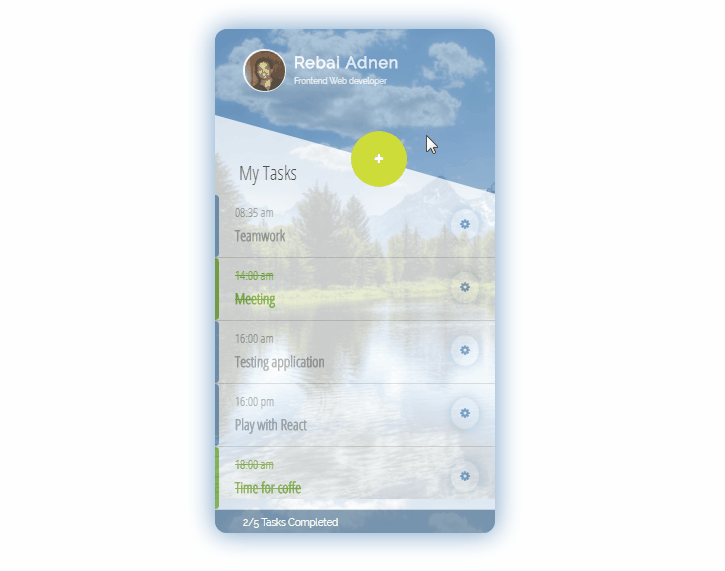 Rebai Adnen
Frontend Web developer
+
My Tasks
08:35 am
Teamwork
14:00 am
Meeting
16:00 am
Testing application
16:00 pm
Play with React
18:00 am
Time for coffe
2/5 Tasks Completed